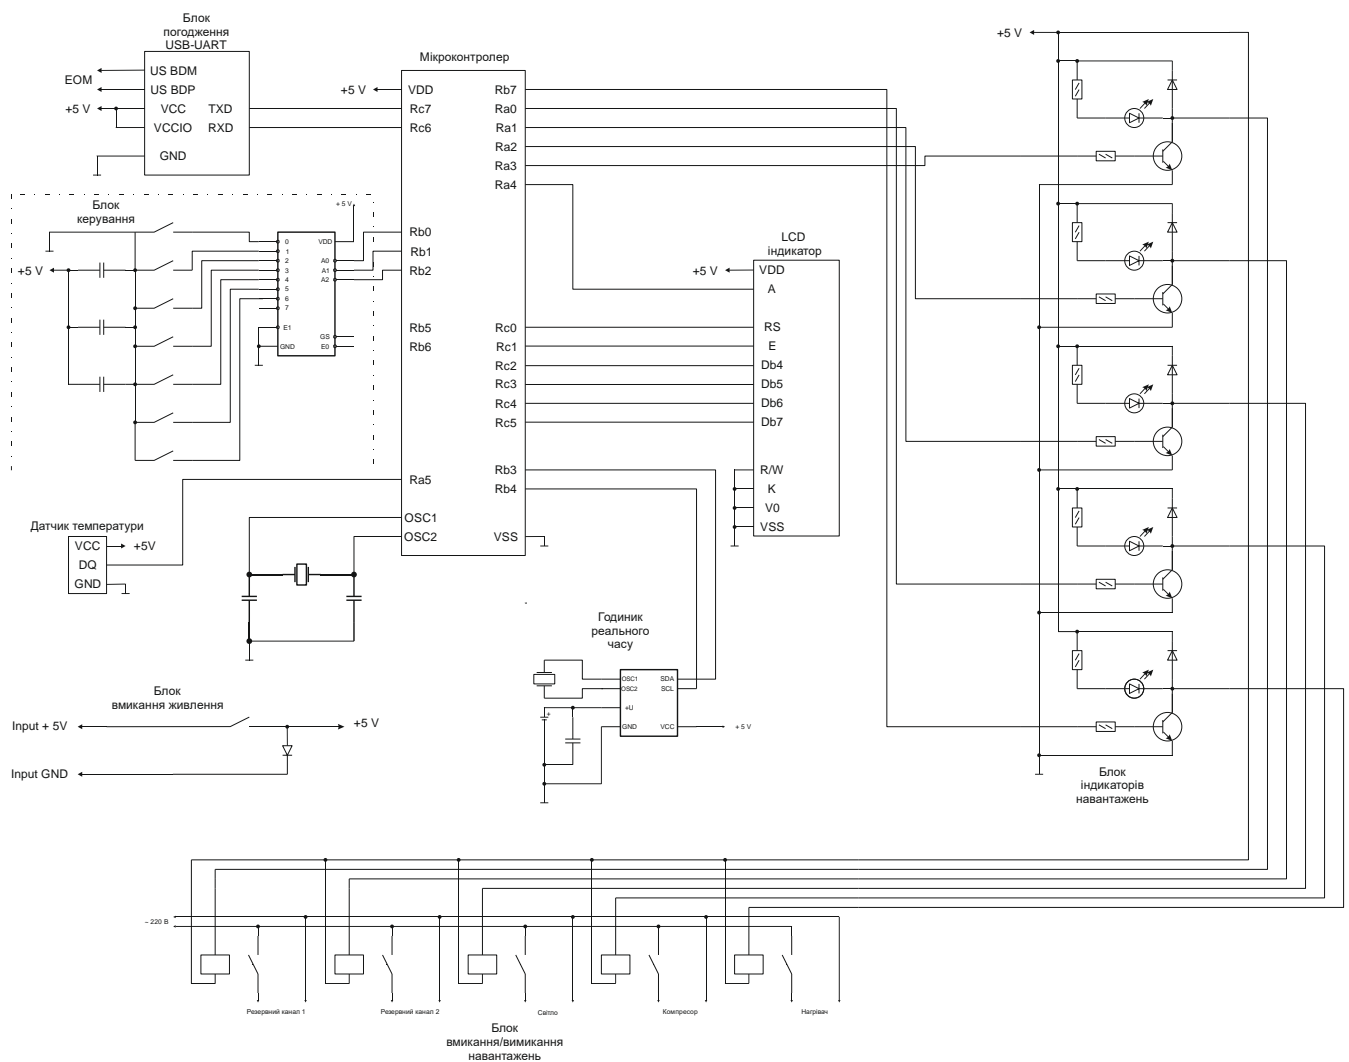 Блок
погодження
USB-UART
US BDM
US BDP
VCC TXD
VCCIO RXD
GND
EOM
+5 V
Мікроконтролер
+5 V
VDD
Rc7
Rc6
Rb0
Rb1
Rb2
Rb5
Rb6
Ra5
OSC1
OSC2
Rb7
Ra0
Ra1
Ra2
Ra3
Ra4
Rc0
Rc1
Rc2
Rc3
Rc4
Rc5
Rb3
Rb4
VSS
Блок
керування
+5 V
+ 5 V
0
1
2
3
4
5
6
7
E1
GND
VDD
A0
A1
A2
GS
E0
LCD
індикатор
+5 V
VDD
A
RS
E
Db4
Db5
Db6
Db7
R/W
K
V0
VSS
+5 V
Блок
індикаторів
навантажень
Датчик температури
VCC
+5V
DQ
GND
Годиник
реального
часу
OSC1
OSC2
+U
GND
SDA
SCL
VCC
+
+ 5 V
Блок
вмикання живлення
Input + 5V
+5 V
Input GND
~ 220 В
Резервний канал 1
Резервний канал 2
Світло
Компресор
Нагрівач
Блок
вмикання/вимикання
навантажень